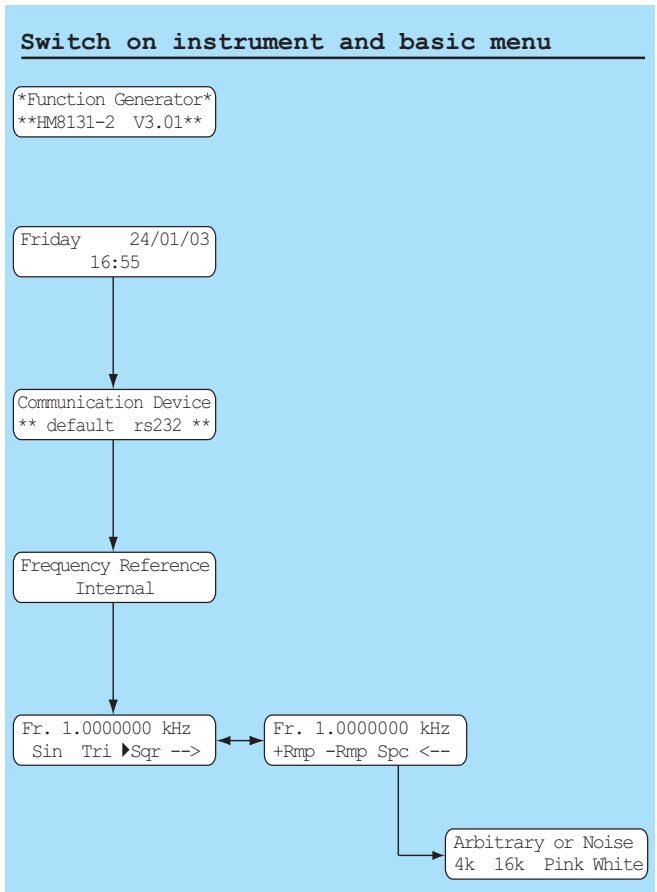 Switch on instrument and basic menu
*Function Generator*
**HM8131-2 V3.01**
Friday 24/01/03
16:55
Communication Device
** default rs232 **
Frequency Reference
Internal
Fr. 1.0000000 kHz
Sin Tri ▶Sqr -->
Fr. 1.0000000 kHz
+Rmp -Rmp Spc <--
Arbitrary or Noise
4k 16k Pink White